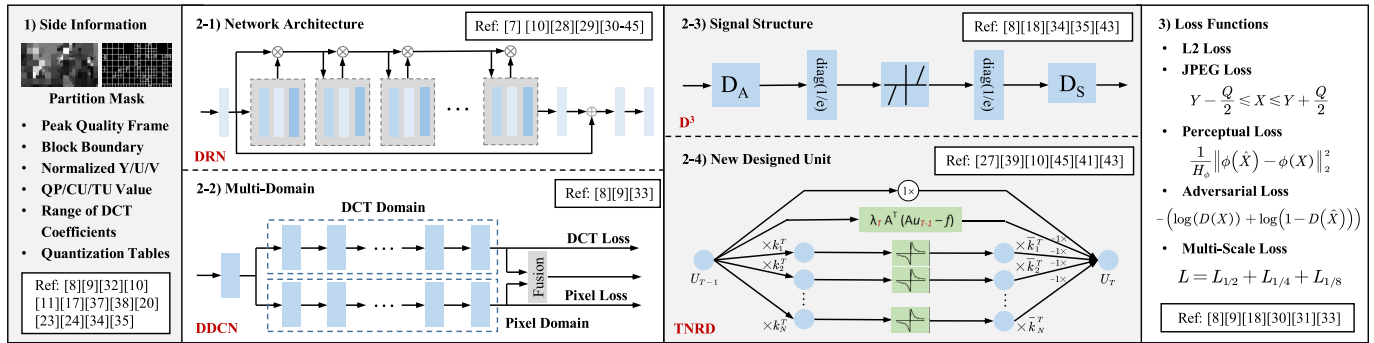 1) Side Information
Partition Mask
• Peak Quality Frame
• Block Boundary
• Normalized Y/U/V
• QP/CU/TU Value
• Range of DCT
Coefficients
• Quantization Tables
Ref: [8][9][32][10]
[11][17][37][38][20]
[23][24][34][35]
2-1) Network Architecture
Ref: [7] [10][28][29][30-45]
...
DRN
2-2) Multi-Domain
Ref: [8][9][33]
DCT Domain
...
...
DCT Loss
Fusion
Pixel Loss
Pixel Domain
DDCN
2-3) Signal Structure
Ref: [8][18][34][35][43]
D_A
diag(1/e)
diag(1/e)
D_S
D³
2-4) New Designed Unit
Ref: [27][39][10][45][41][43]
1×
λ_T A^T (Au_{T-1} − f)
×k_1^T
×k̄_1^T
-1×
×k_2^T
×k̄_2^T
-1×
-1×
U_{T−1}
U_T
×k_N^T
×k̄_N^T
TNRD
3) Loss Functions
• L2 Loss
• JPEG Loss
Y − Q/2 ⩽ X ⩽ Y + Q/2
• Perceptual Loss
1/H_ϕ ‖ϕ(X̂) − ϕ(X)‖_2^2
• Adversarial Loss
−(log(D(X)) + log(1 − D(X̂)))
• Multi-Scale Loss
L = L_{1/2} + L_{1/4} + L_{1/8}
Ref: [8][9][18][30][31][33]